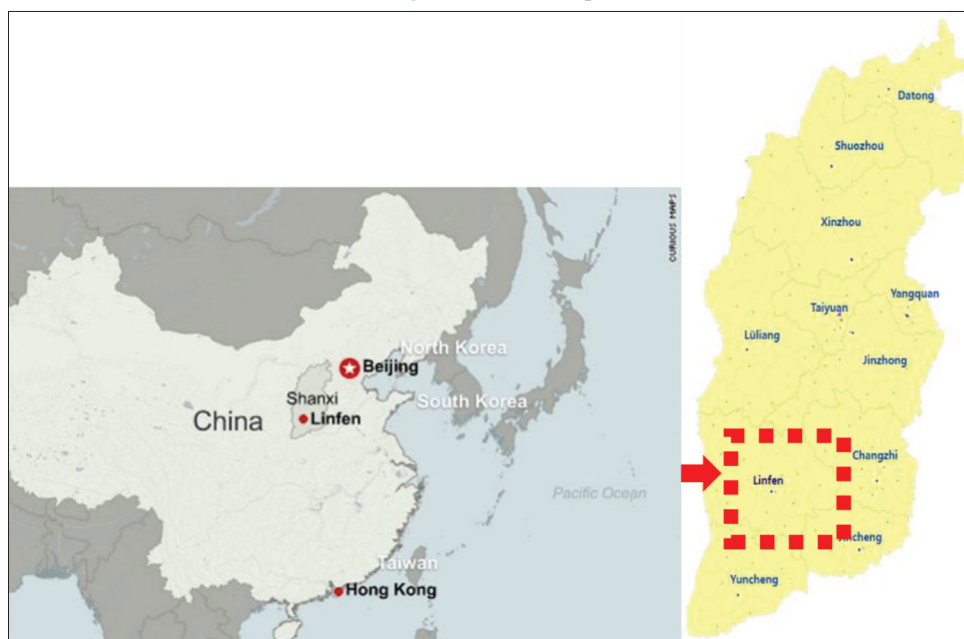 CURIOUS MAPS
North Korea
Beijing
Shanxi
South Korea
China
Linfen
Pacific Ocean
Taiwan
Hong Kong
Datong
Shuozhou
Xinzhou
Yangquan
Taiyuan
Lüliang
Jinzhong
Changzhi
Linfen
Yuncheng